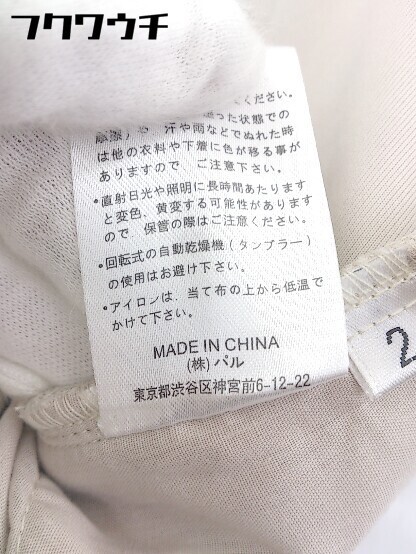 フクワウチ
ください。
った状態での
汗や雨などでぬれた時
は他の衣料や下着に色が移る事が
ありますので ご注意下さい。
•直射日光や照明に長時間あたります
と変色、黄変する可能性があります
ので 保管の際はご注意ください。
•回転式の自動乾燥機(タンブラー)
の使用はお避け下さい。
•アイロンは、当て布の上から低温で
かけて下さい。
MADE IN CHINA
(株)パル
東京都渋谷区神宮前6-12-22
2